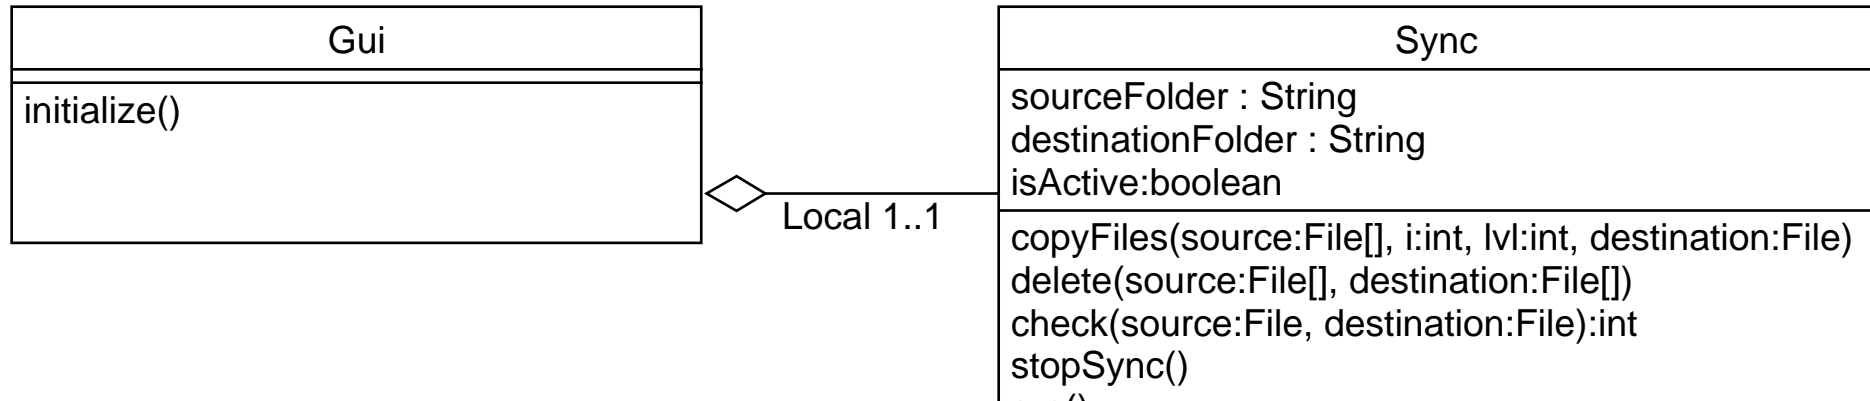 Gui
initialize()
Local 1..1
Sync
sourceFolder : String
destinationFolder : String
isActive:boolean
copyFiles(source:File[], i:int, lvl:int, destination:File)
delete(source:File[], destination:File[])
check(source:File, destination:File):int
stopSync()